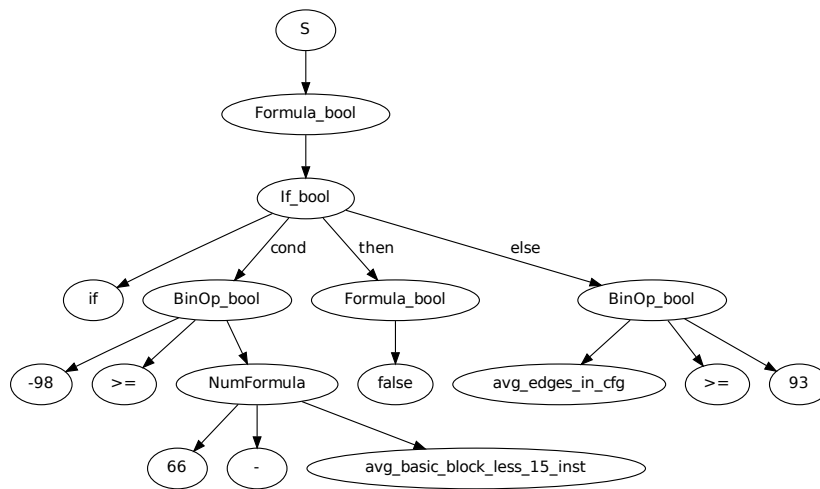 S
Formula_bool
If_bool
cond
then
else
if
BinOp_bool
Formula_bool
BinOp_bool
-98
>=
NumFormula
false
avg_edges_in_cfg
>=
93
66
-
avg_basic_block_less_15_inst